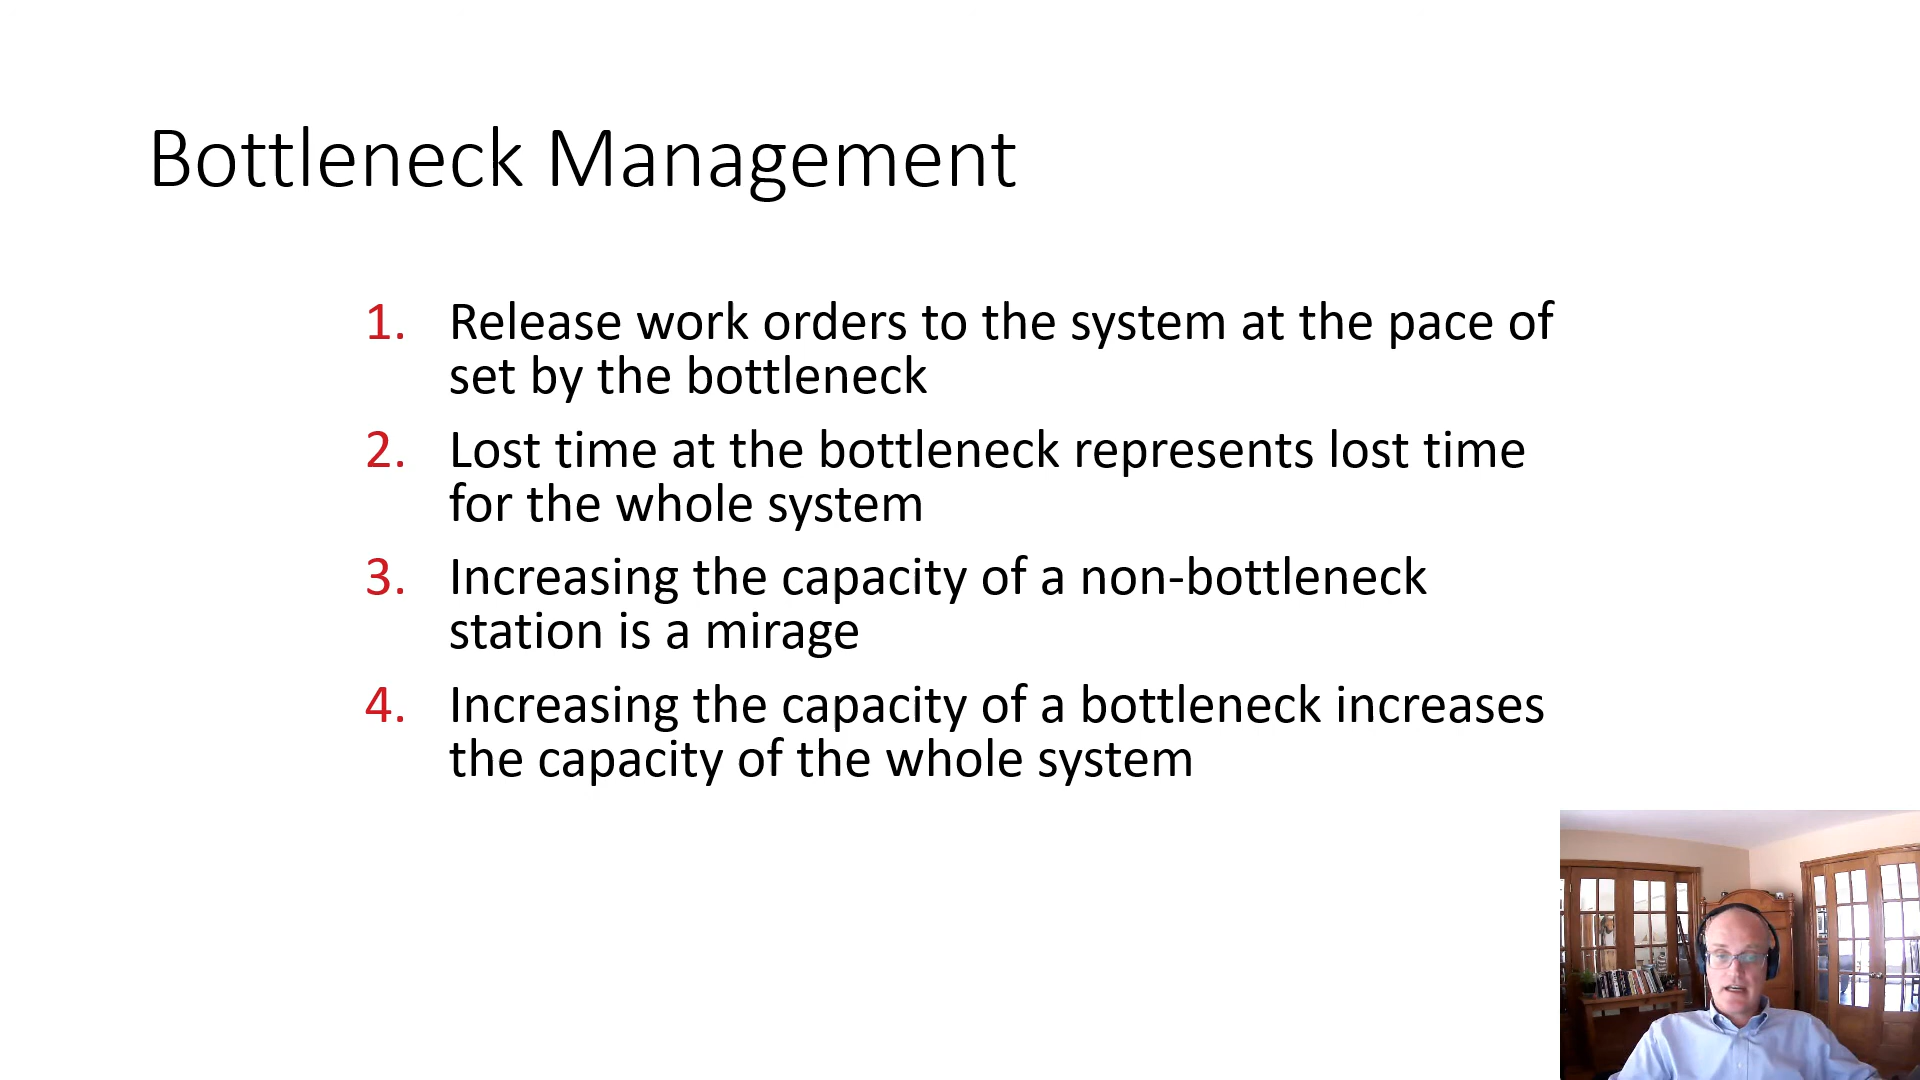 Bottleneck Management
1. Release work orders to the system at the pace of
set by the bottleneck
2. Lost time at the bottleneck represents lost time
for the whole system
3. Increasing the capacity of a non-bottleneck
station is a mirage
4. Increasing the capacity of a bottleneck increases
the capacity of the whole system